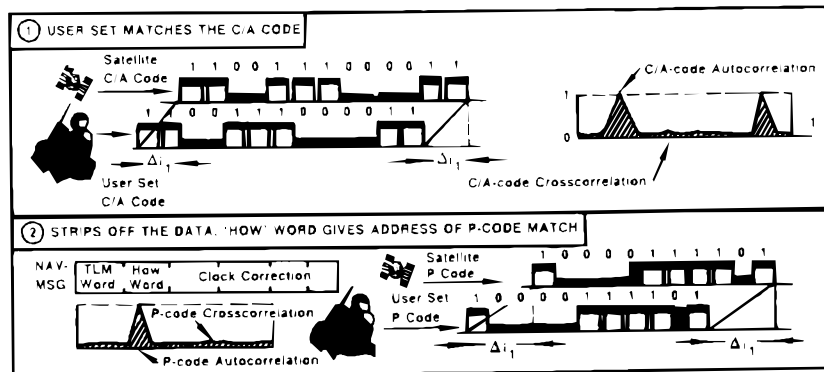 1 USER SET MATCHES THE C/A CODE
Satellite
C/A Code
1 1 0 0 1 1 1 0 0 0 0 1 1
1 1 0 0 1 1 1 0 0 0 0 1 1
Δi1
Δi1
User Set
C/A Code
C/A-code Autocorrelation
1
0
1
C/A-code Crosscorrelation
2 STRIPS OFF THE DATA. 'HOW' WORD GIVES ADDRESS OF P-CODE MATCH
NAV-
MSG
TLM
Word
How
Word
Clock Correction
P-code Crosscorrelation
P-code Autocorrelation
Satellite
P Code
1 0 0 0 0 1 1 1 1 0 1
User Set
P Code
1 0 0 0 0 1 1 1 1 0 1
Δi1
Δi1